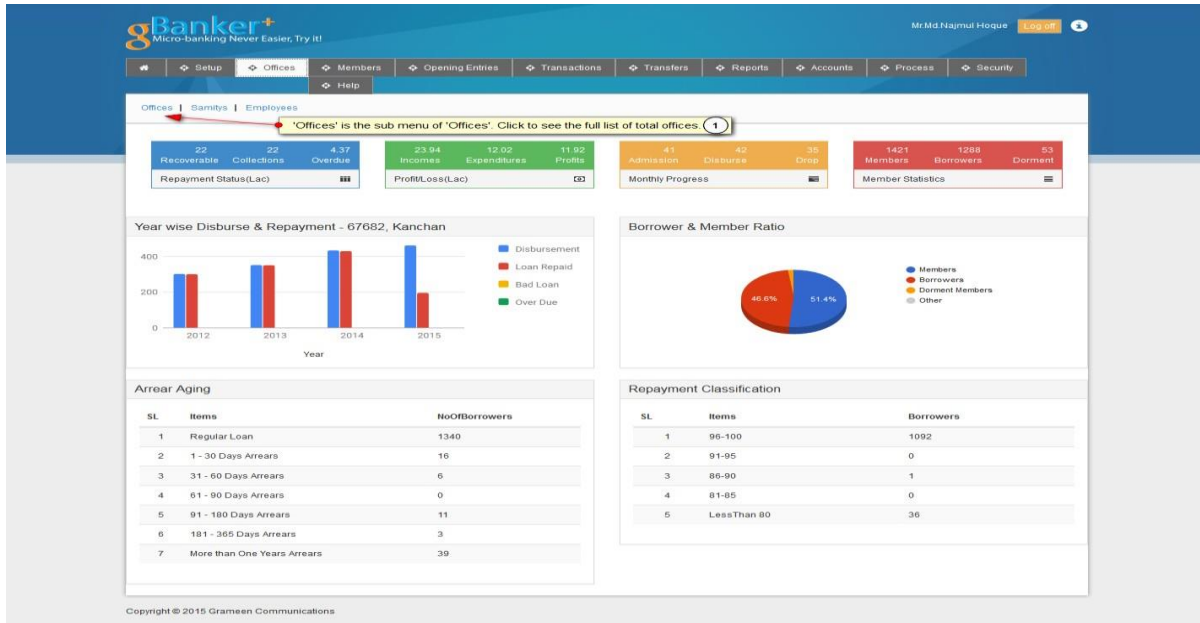 gBanker+
Micro-banking Never Easier, Try it!
Mr.Md.Najmul Hoque Log off
Setup Offices Members Opening Entries Transactions Transfers Reports Accounts Process Security
Help
Offices | Samitys | Employees
'Offices' is the sub menu of 'Offices'. Click to see the full list of total offices. 1
22 22 4.37
Recoverable Collections Overdue
Repayment Status(Lac)
23.94 12.02 11.92
Incomes Expenditures Profits
Profit/Loss(Lac)
41 42 35
Admission Disburse Drop
Monthly Progress
1421 1288 53
Members Borrowers Dorment
Member Statistics
Year wise Disburse & Repayment - 67682, Kanchan
400
200
0
2012 2013 2014 2015
Year
Disbursement
Loan Repaid
Bad Loan
Over Due
Borrower & Member Ratio
46.6% 51.4%
Members
Borrowers
Dorment Members
Other
Arrear Aging
SL Items NoOfBorrowers
1 Regular Loan 1340
2 1 - 30 Days Arrears 16
3 31 - 60 Days Arrears 6
4 61 - 90 Days Arrears 0
5 91 - 180 Days Arrears 11
6 181 - 365 Days Arrears 3
7 More than One Years Arrears 39
Repayment Classification
SL Items Borrowers
1 96-100 1092
2 91-95 0
3 86-90 1
4 81-85 0
5 LessThan 80 36
Copyright © 2015 Grameen Communications